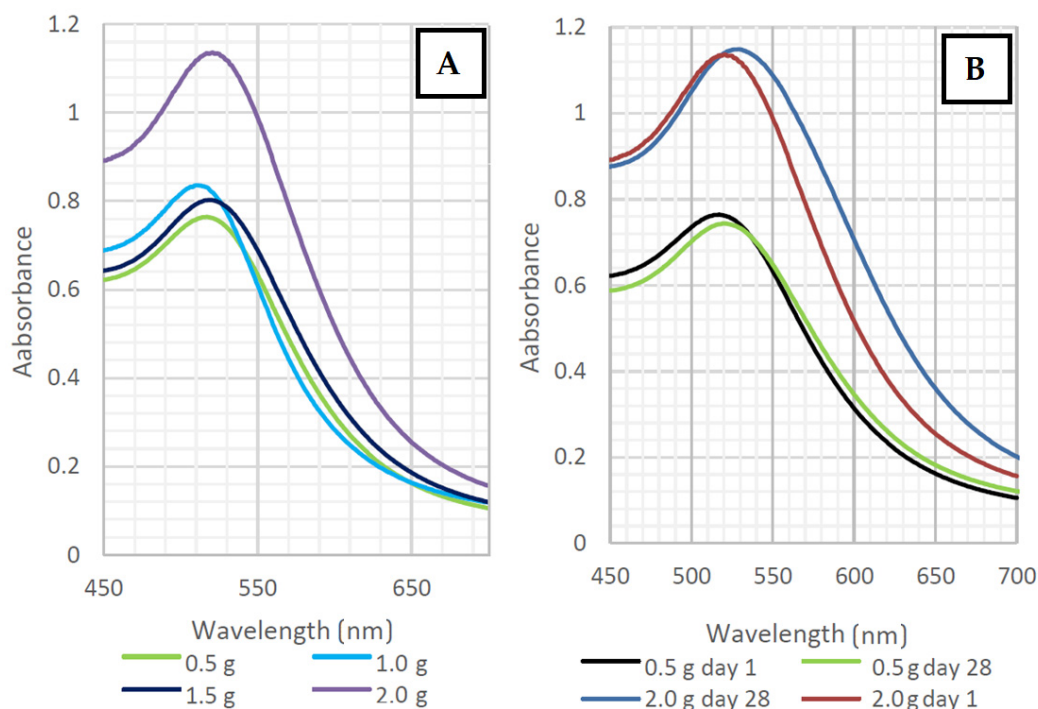 A
1.2
1
0.8
0.6
0.4
0.2
0
Aabsorbance
450 550 650
Wavelength (nm)
0.5 g 1.0 g
1.5 g 2.0 g
B
1.2
1.0
0.8
0.6
0.4
0.2
0
Aabsorbance
450 500 550 600 650 700
Wavelength (nm)
0.5 g day 1 0.5 g day 28
2.0 g day 28 2.0 g day 1